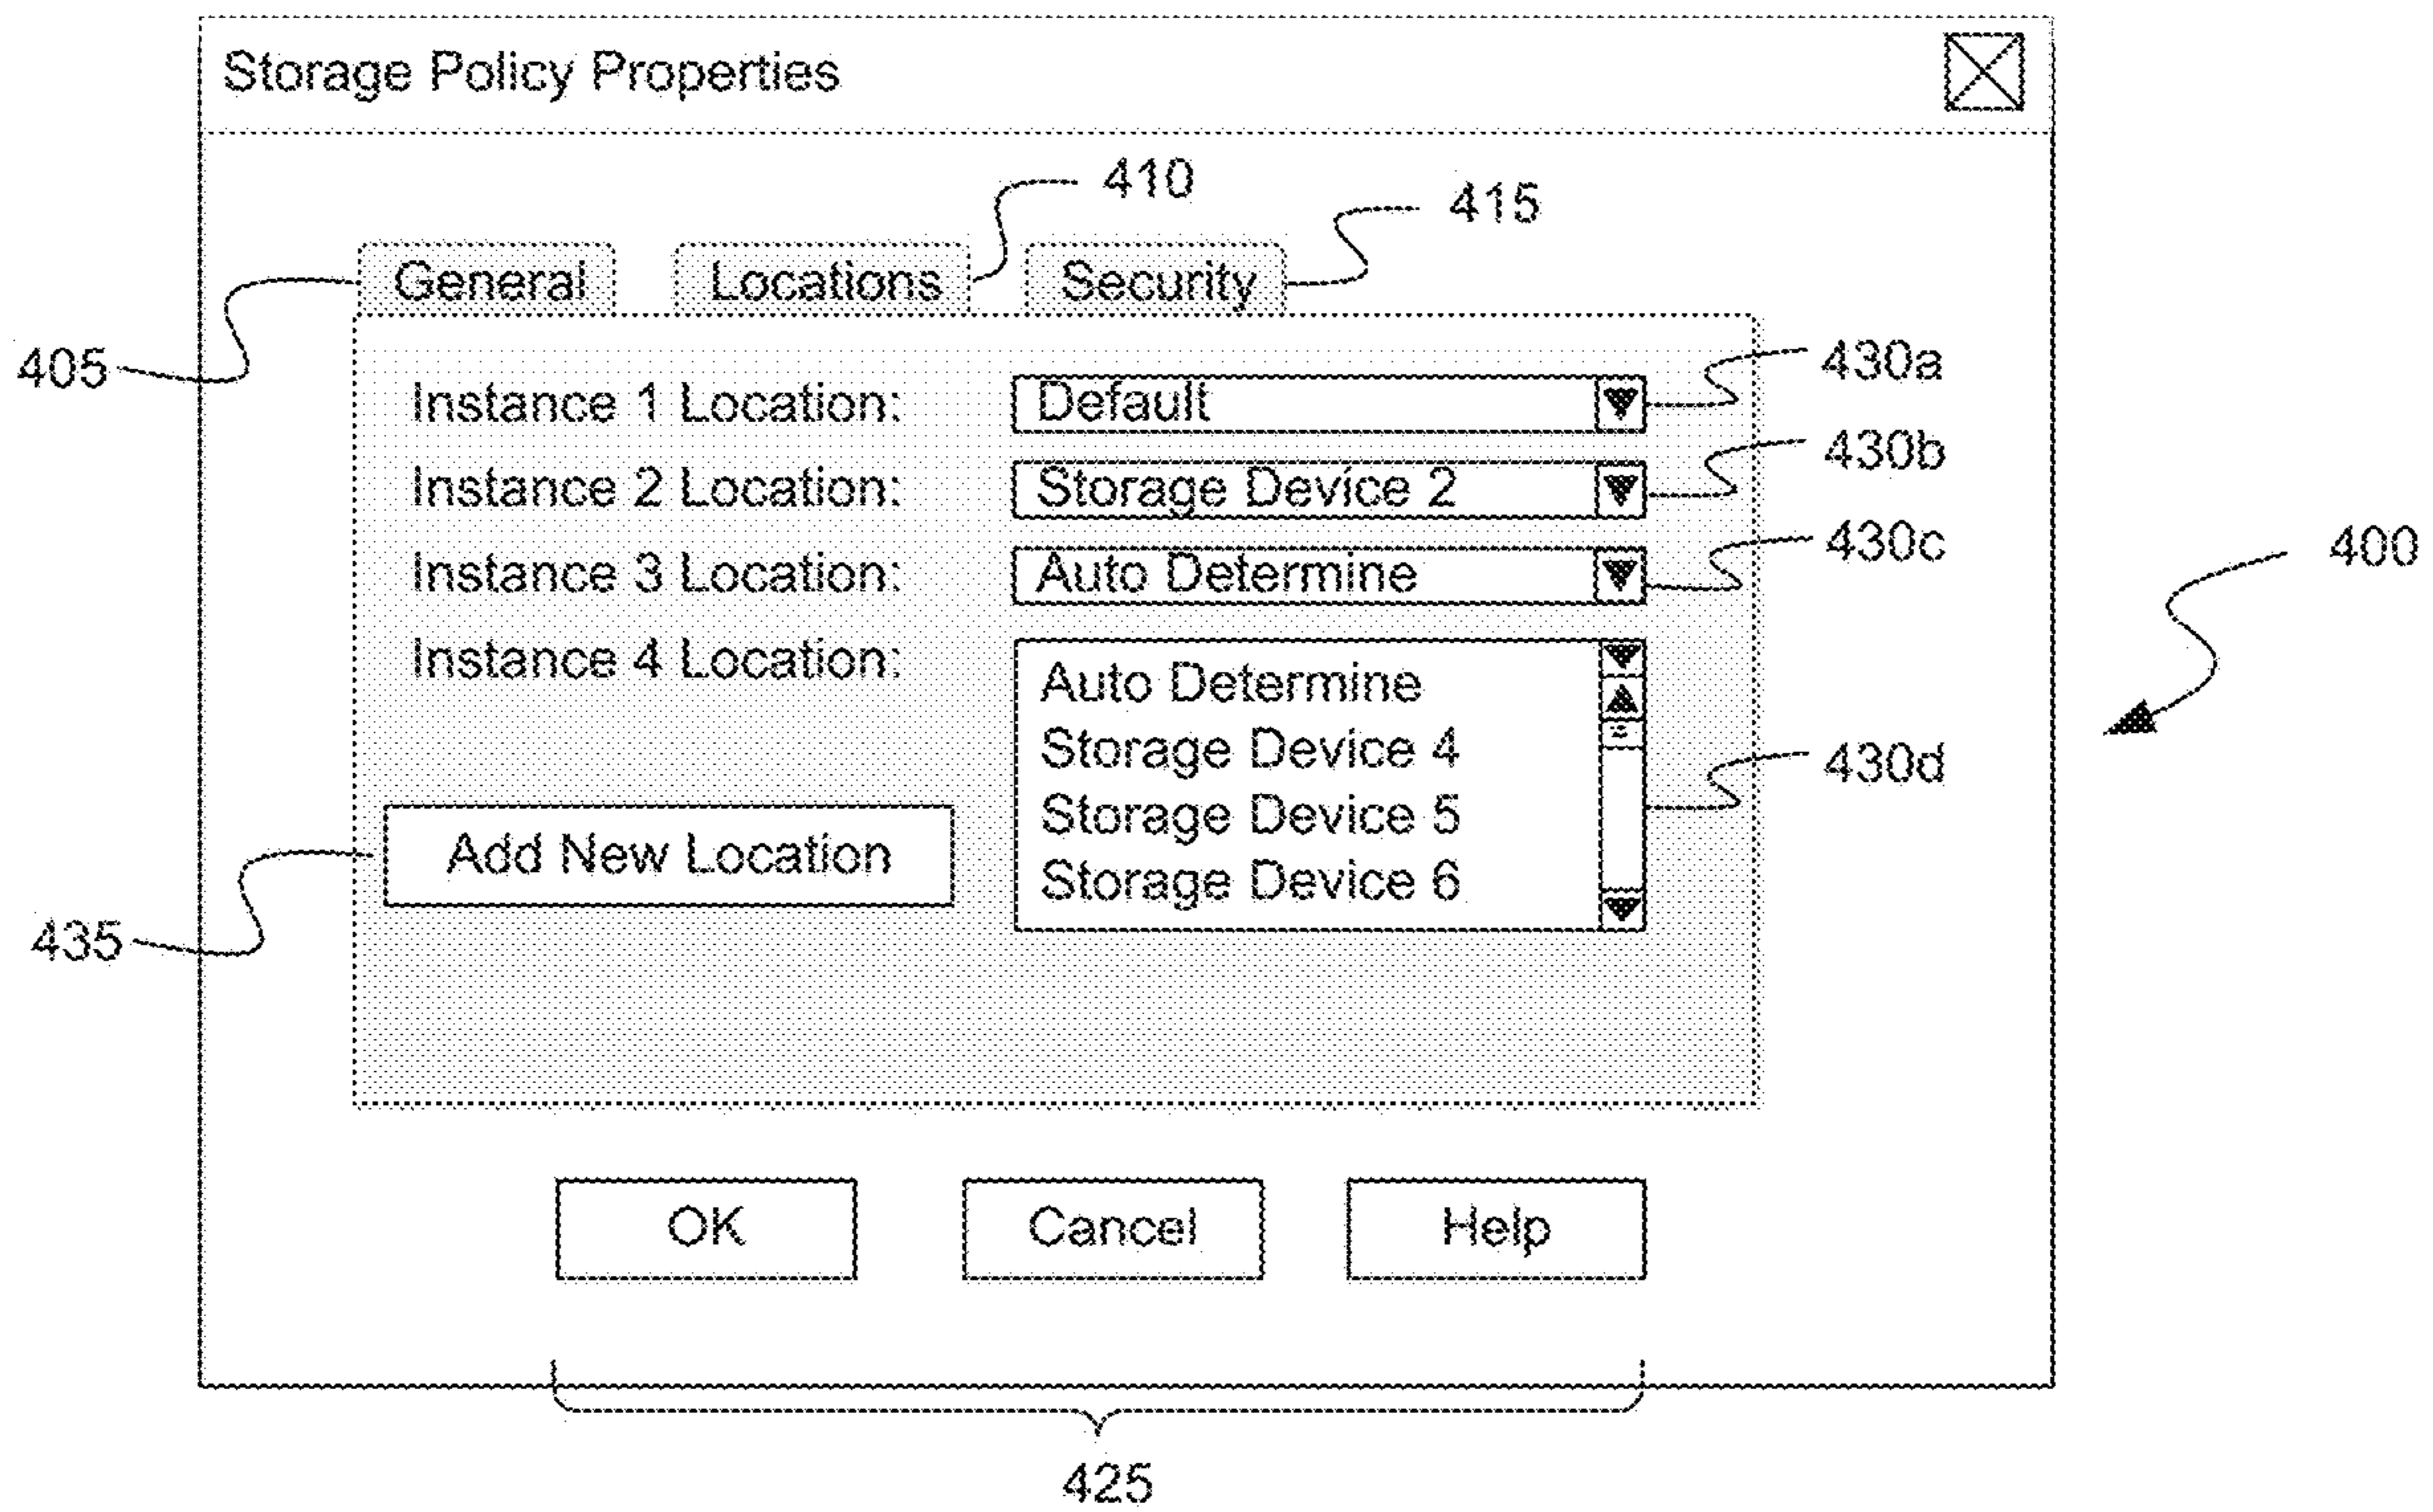 Storage Policy Properties
410
415
General Locations Security
405
430a
Instance 1 Location: Default
430b
Instance 2 Location: Storage Device 2
430c
Instance 3 Location: Auto Determine
400
Instance 4 Location:
Auto Determine
Storage Device 4
430d
Storage Device 5
Add New Location
Storage Device 6
435
OK Cancel Help
425